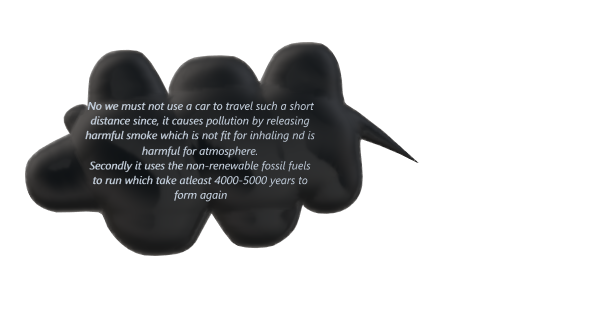 No we must not use a car to travel such a short
distance since, it causes pollution by releasing
harmful smoke which is not fit for inhaling nd is
harmful for atmosphere.
Secondly it uses the non-renewable fossil fuels
to run which take atleast 4000-5000 years to
form again